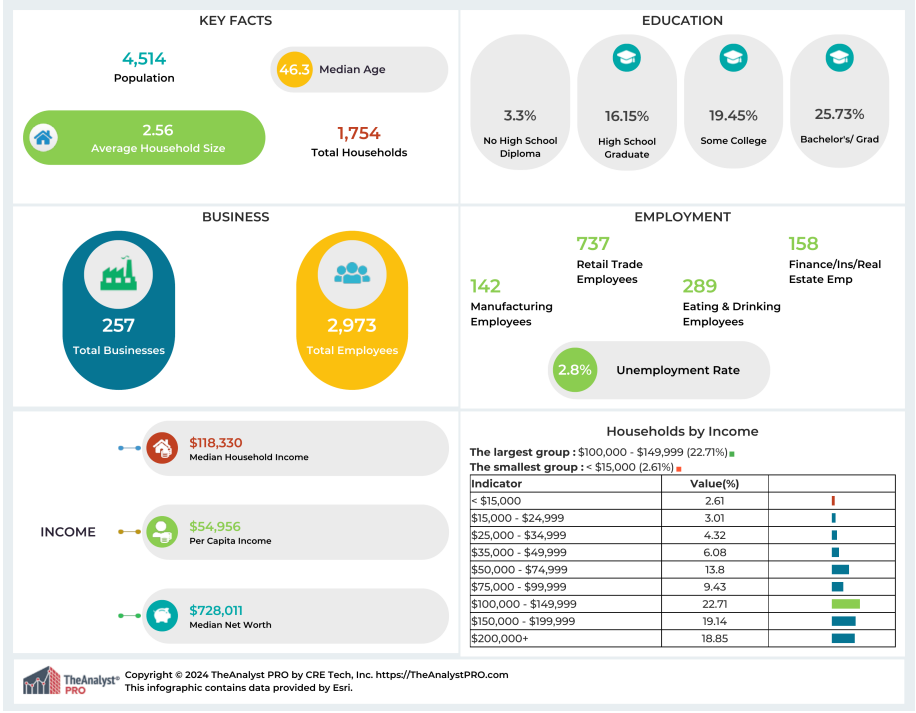 KEY FACTS
4,514
Population
46.3
Median Age
2.56
Average Household Size
1,754
Total Households
EDUCATION
3.3%
No High School
Diploma
16.15%
High School
Graduate
19.45%
Some College
25.73%
Bachelor's/ Grad
BUSINESS
257
Total Businesses
2,973
Total Employees
EMPLOYMENT
142
Manufacturing
Employees
737
Retail Trade
Employees
289
Eating & Drinking
Employees
158
Finance/Ins/Real
Estate Emp
2.8%
Unemployment Rate
INCOME
$118,330
Median Household Income
$54,956
Per Capita Income
$728,011
Median Net Worth
Households by Income
The largest group : $100,000 - $149,999 (22.71%)
The smallest group : < $15,000 (2.61%)
Indicator Value(%)
< $15,000 2.61
$15,000 - $24,999 3.01
$25,000 - $34,999 4.32
$35,000 - $49,999 6.08
$50,000 - $74,999 13.8
$75,000 - $99,999 9.43
$100,000 - $149,999 22.71
$150,000 - $199,999 19.14
$200,000+ 18.85
TheAnalyst®
PRO
Copyright © 2024 TheAnalyst PRO by CRE Tech, Inc. https://TheAnalystPRO.com
This infographic contains data provided by Esri.